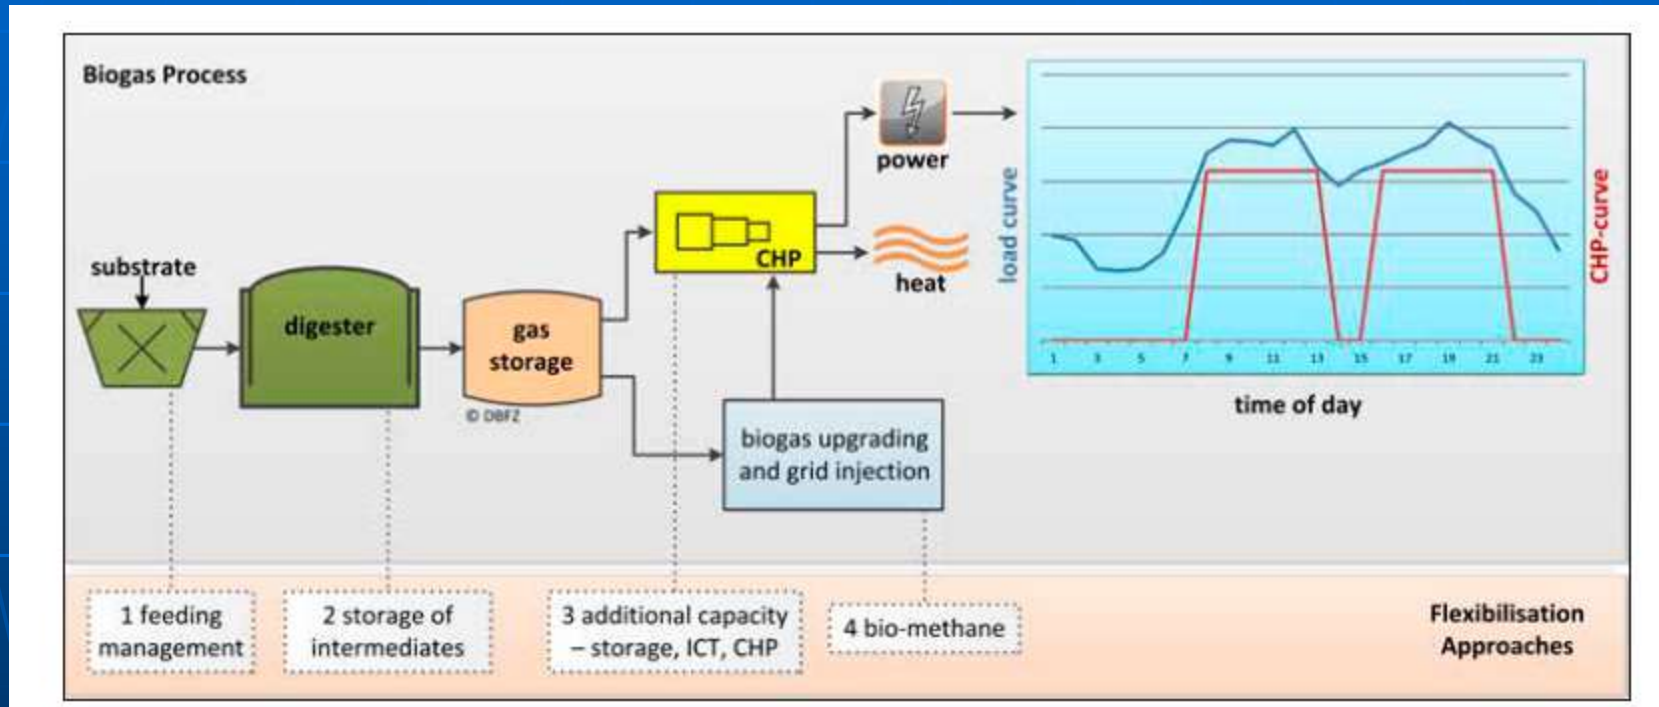 Biogas Process
substrate
digester
gas
storage
© DBFZ
CHP
power
heat
biogas upgrading
and grid injection
load curve
CHP-curve
1 3 5 7 9 11 13 15 17 19 21 23
time of day
1 feeding
management
2 storage of
intermediates
3 additional capacity
– storage, ICT, CHP
4 bio-methane
Flexibilisation
Approaches